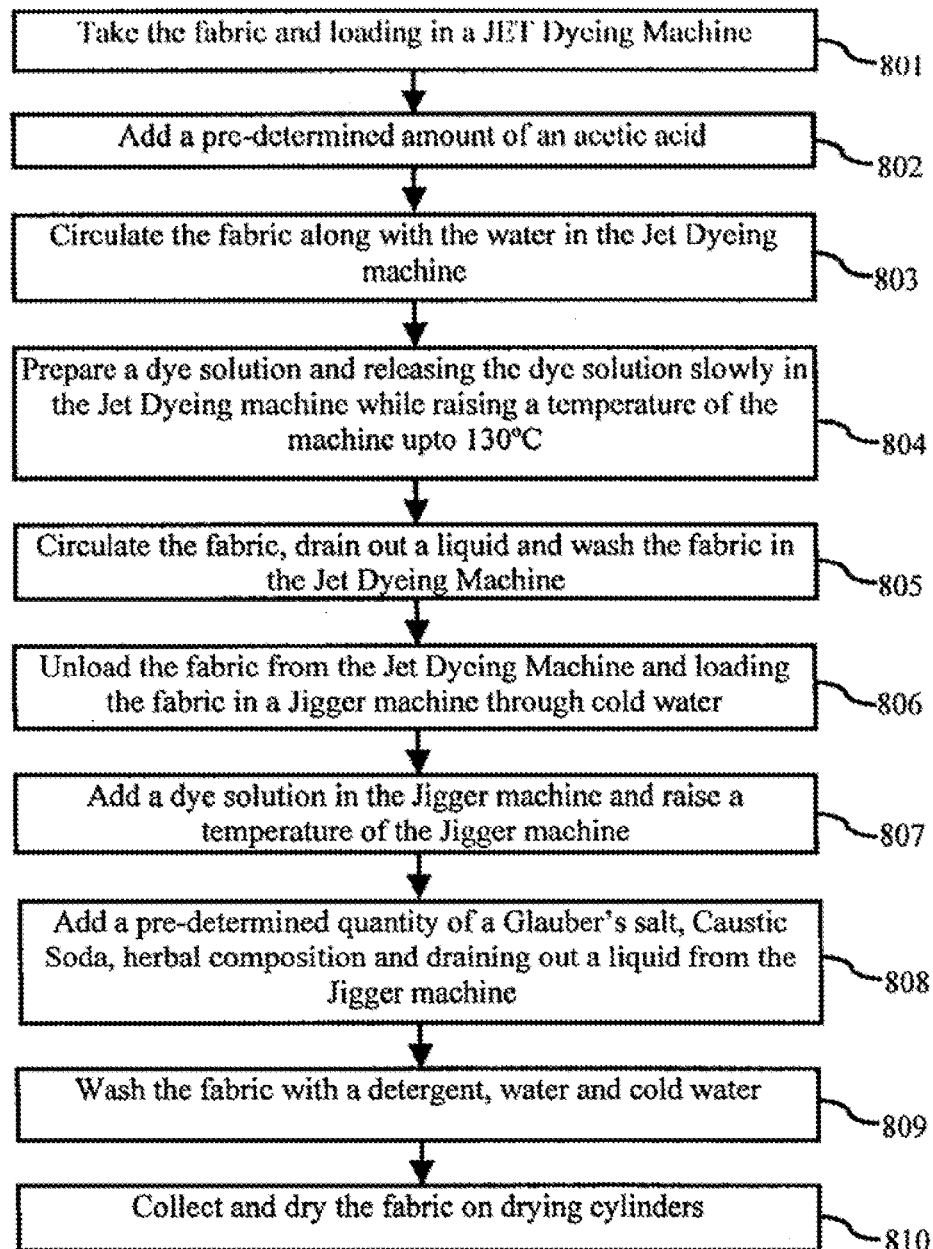 Take the fabric and loading in a JET Dyeing Machine
801
Add a pre-determined amount of an acetic acid
802
Circulate the fabric along with the water in the Jet Dyeing
machine
803
Prepare a dye solution and releasing the dye solution slowly in
the Jet Dyeing machine while raising a temperature of the
machine upto 130ºC
804
Circulate the fabric, drain out a liquid and wash the fabric in
the Jet Dyeing Machine
805
Unload the fabric from the Jet Dyeing Machine and loading
the fabric in a Jigger machine through cold water
806
Add a dye solution in the Jigger machine and raise a
temperature of the Jigger machine
807
Add a pre-determined quantity of a Glauber's salt, Caustic
Soda, herbal composition and draining out a liquid from the
Jigger machine
808
Wash the fabric with a detergent, water and cold water
809
Collect and dry the fabric on drying cylinders
810